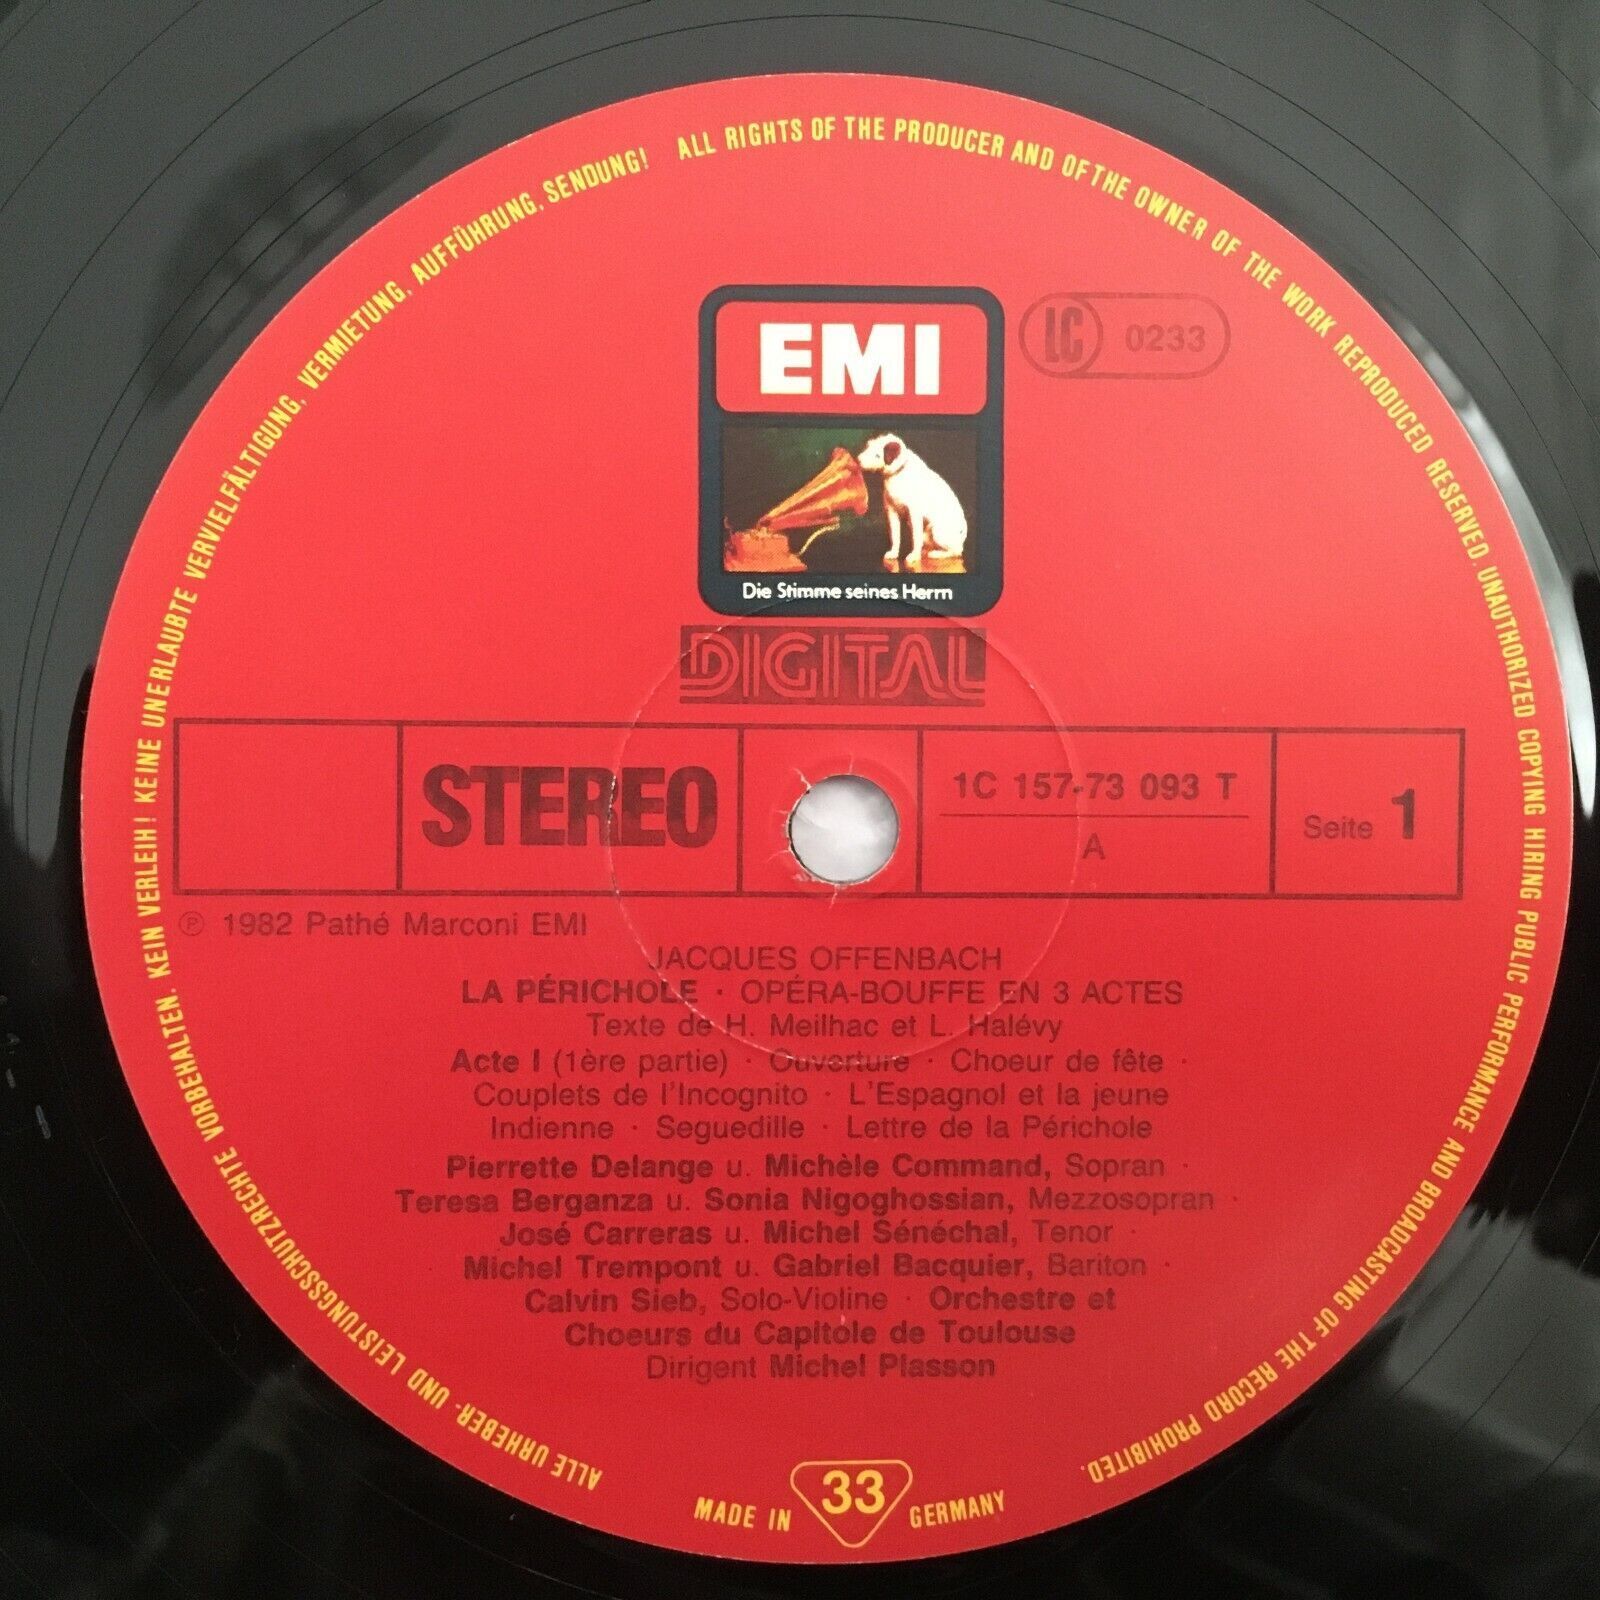 ALLE URHEBER- UND LEISTUNGSSCHUTZRECHTE VORBEHALTEN. KEIN VERLEIH! KEINE UNERLAUBTE VERVIELFÄLTIGUNG, VERMIETUNG, AUFFÜHRUNG, SENDUNG!
ALL RIGHTS OF THE PRODUCER AND OF THE OWNER OF THE WORK REPRODUCED RESERVED. UNAUTHORIZED COPYING HIRING PUBLIC PERFORMANCE AND BROADCASTING OF THE RECORD PROHIBITED.
EMI
LC 0233
Die Stimme seines Herrn
DIGITAL
STEREO
1C 157-73 093 T
A
Seite 1
℗ 1982 Pathé Marconi EMI
JACQUES OFFENBACH
LA PÉRICHOLE · OPÉRA-BOUFFE EN 3 ACTES
Texte de H. Meilhac et L. Halévy
Acte I (1ère partie) · Ouverture · Choeur de fête ·
Couplets de l'Incognito · L'Espagnol et la jeune
Indienne · Seguedille · Lettre de la Périchole
Pierrette Delange u. Michèle Command, Sopran ·
Teresa Berganza u. Sonia Nigoghossian, Mezzosopran ·
José Carreras u. Michel Sénéchal, Tenor ·
Michel Trempont u. Gabriel Bacquier, Bariton ·
Calvin Sieb, Solo-Violine · Orchestre et
Choeurs du Capitole de Toulouse
Dirigent Michel Plasson
MADE IN 33 GERMANY